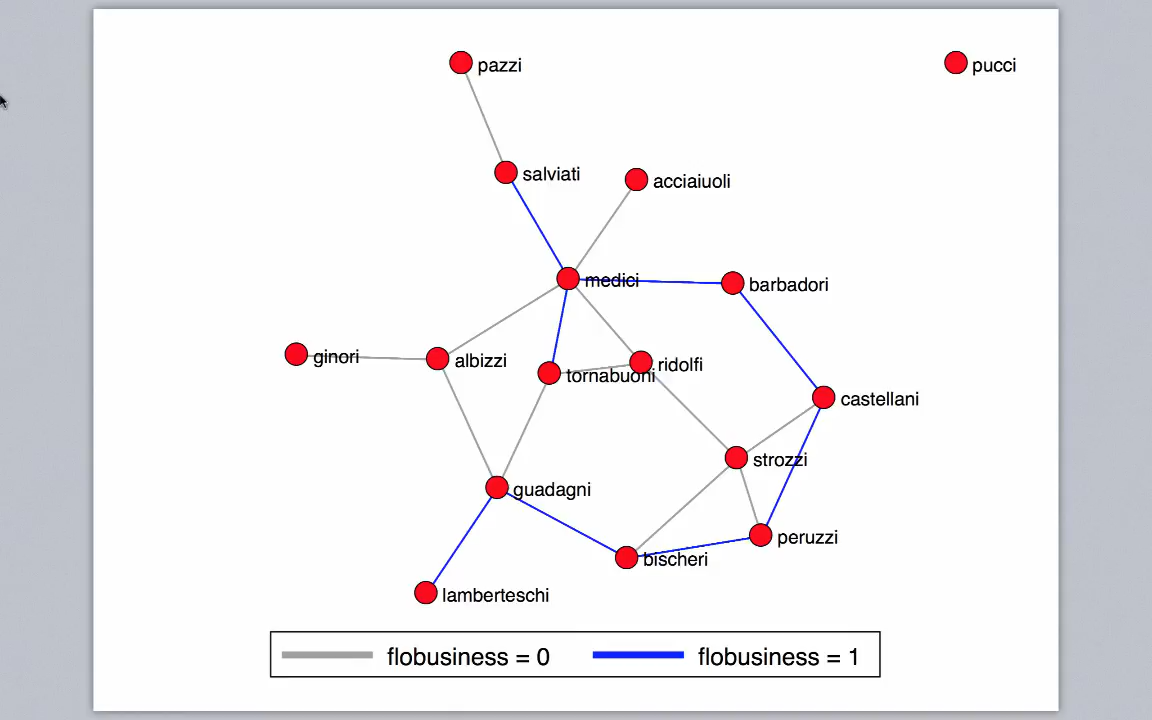 pazzi
pucci
salviati
acciaiuoli
medici
barbadori
ginori
albizzi
tornabuoni
ridolfi
castellani
strozzi
guadagni
peruzzi
bischeri
lamberteschi
flobusiness = 0
flobusiness = 1